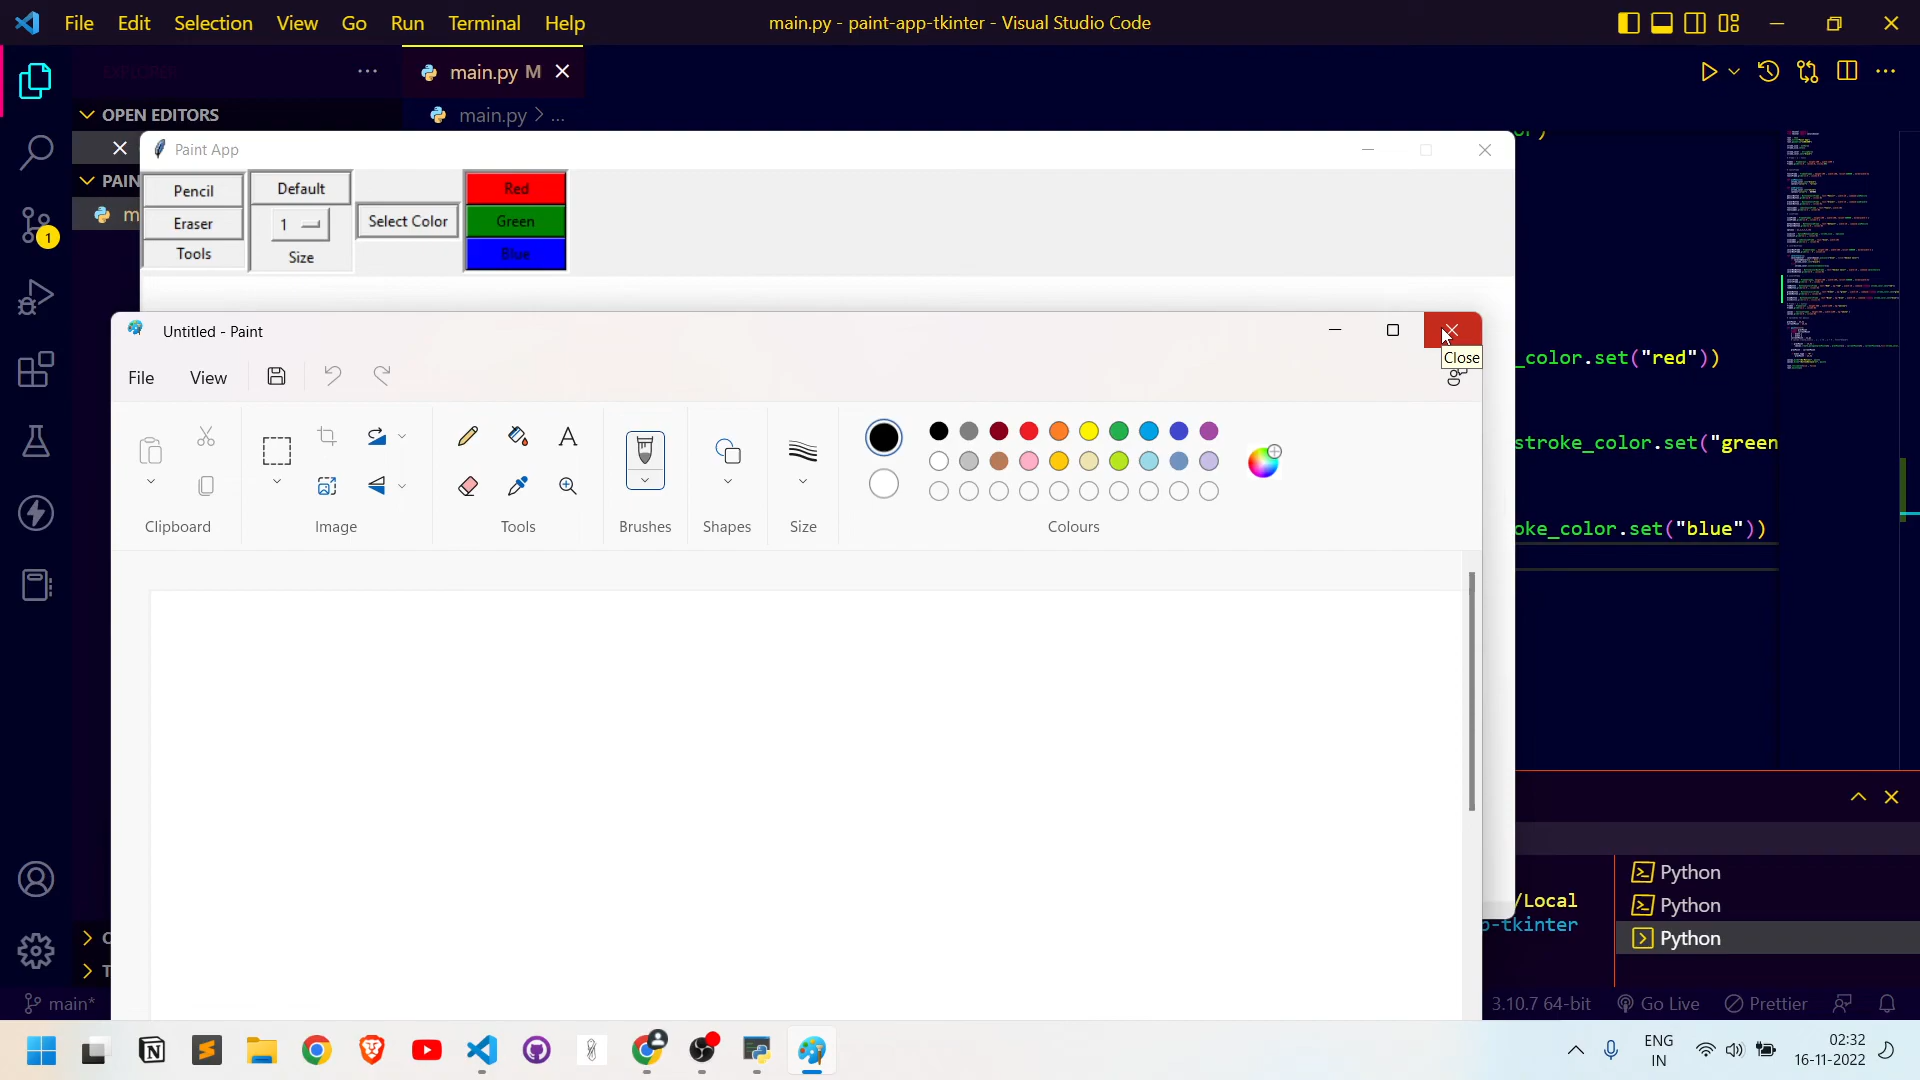 File Edit Selection View Go Run Terminal Help
main.py - paint-app-tkinter - Visual Studio Code
EXPLORER
main.py M
OPEN EDITORS
main.py > ...
Paint App
Pencil
Eraser
Tools
Default
1
Size
Select Color
Red
Green
Blue
PAIN
m
1
Untitled - Paint
Close
File View
Clipboard
Image
Tools
Brushes
Shapes
Size
Colours
_color.set("red"))
stroke_color.set("green
oke_color.set("blue"))
/Local
p-tkinter
Python
Python
Python
main*
3.10.7 64-bit
Go Live
Prettier
ENG
IN
02:32
16-11-2022